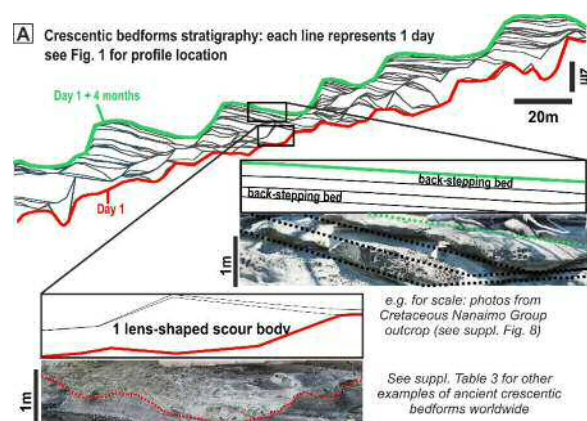 A Crescentic bedforms stratigraphy: each line represents 1 day
see Fig. 1 for profile location
Day 1 + 4 months
2m
20m
Day 1
back-stepping bed
back-stepping bed
1m
1 lens-shaped scour body
e.g. for scale: photos from
Cretaceous Nanaimo Group
outcrop (see suppl. Fig. 8)
1m
See suppl. Table 3 for other
examples of ancient crescentic
bedforms worldwide